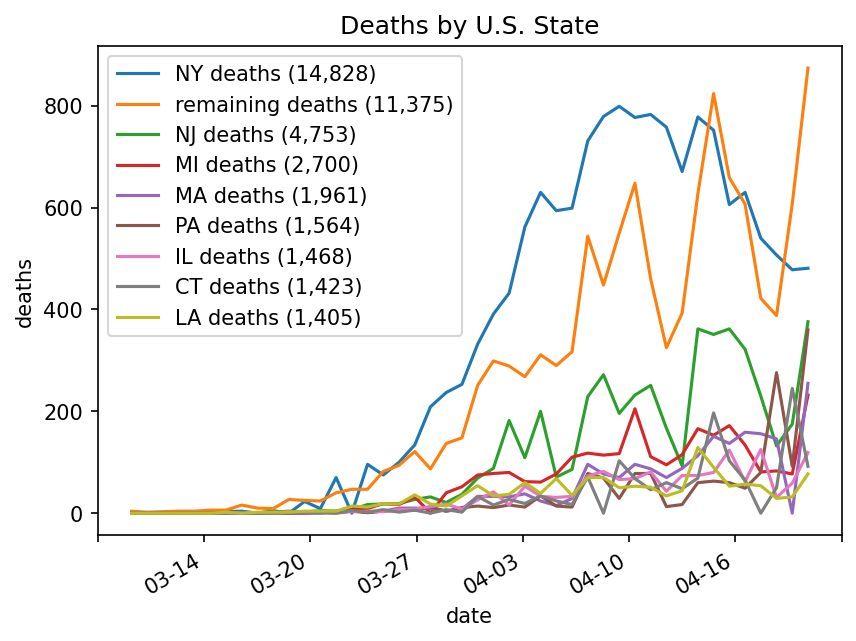 Deaths by U.S. State
NY deaths (14,828)
remaining deaths (11,375)
NJ deaths (4,753)
MI deaths (2,700)
MA deaths (1,961)
PA deaths (1,564)
IL deaths (1,468)
CT deaths (1,423)
LA deaths (1,405)
deaths
800
600
400
200
0
03-14
03-20
03-27
04-03
04-10
04-16
date